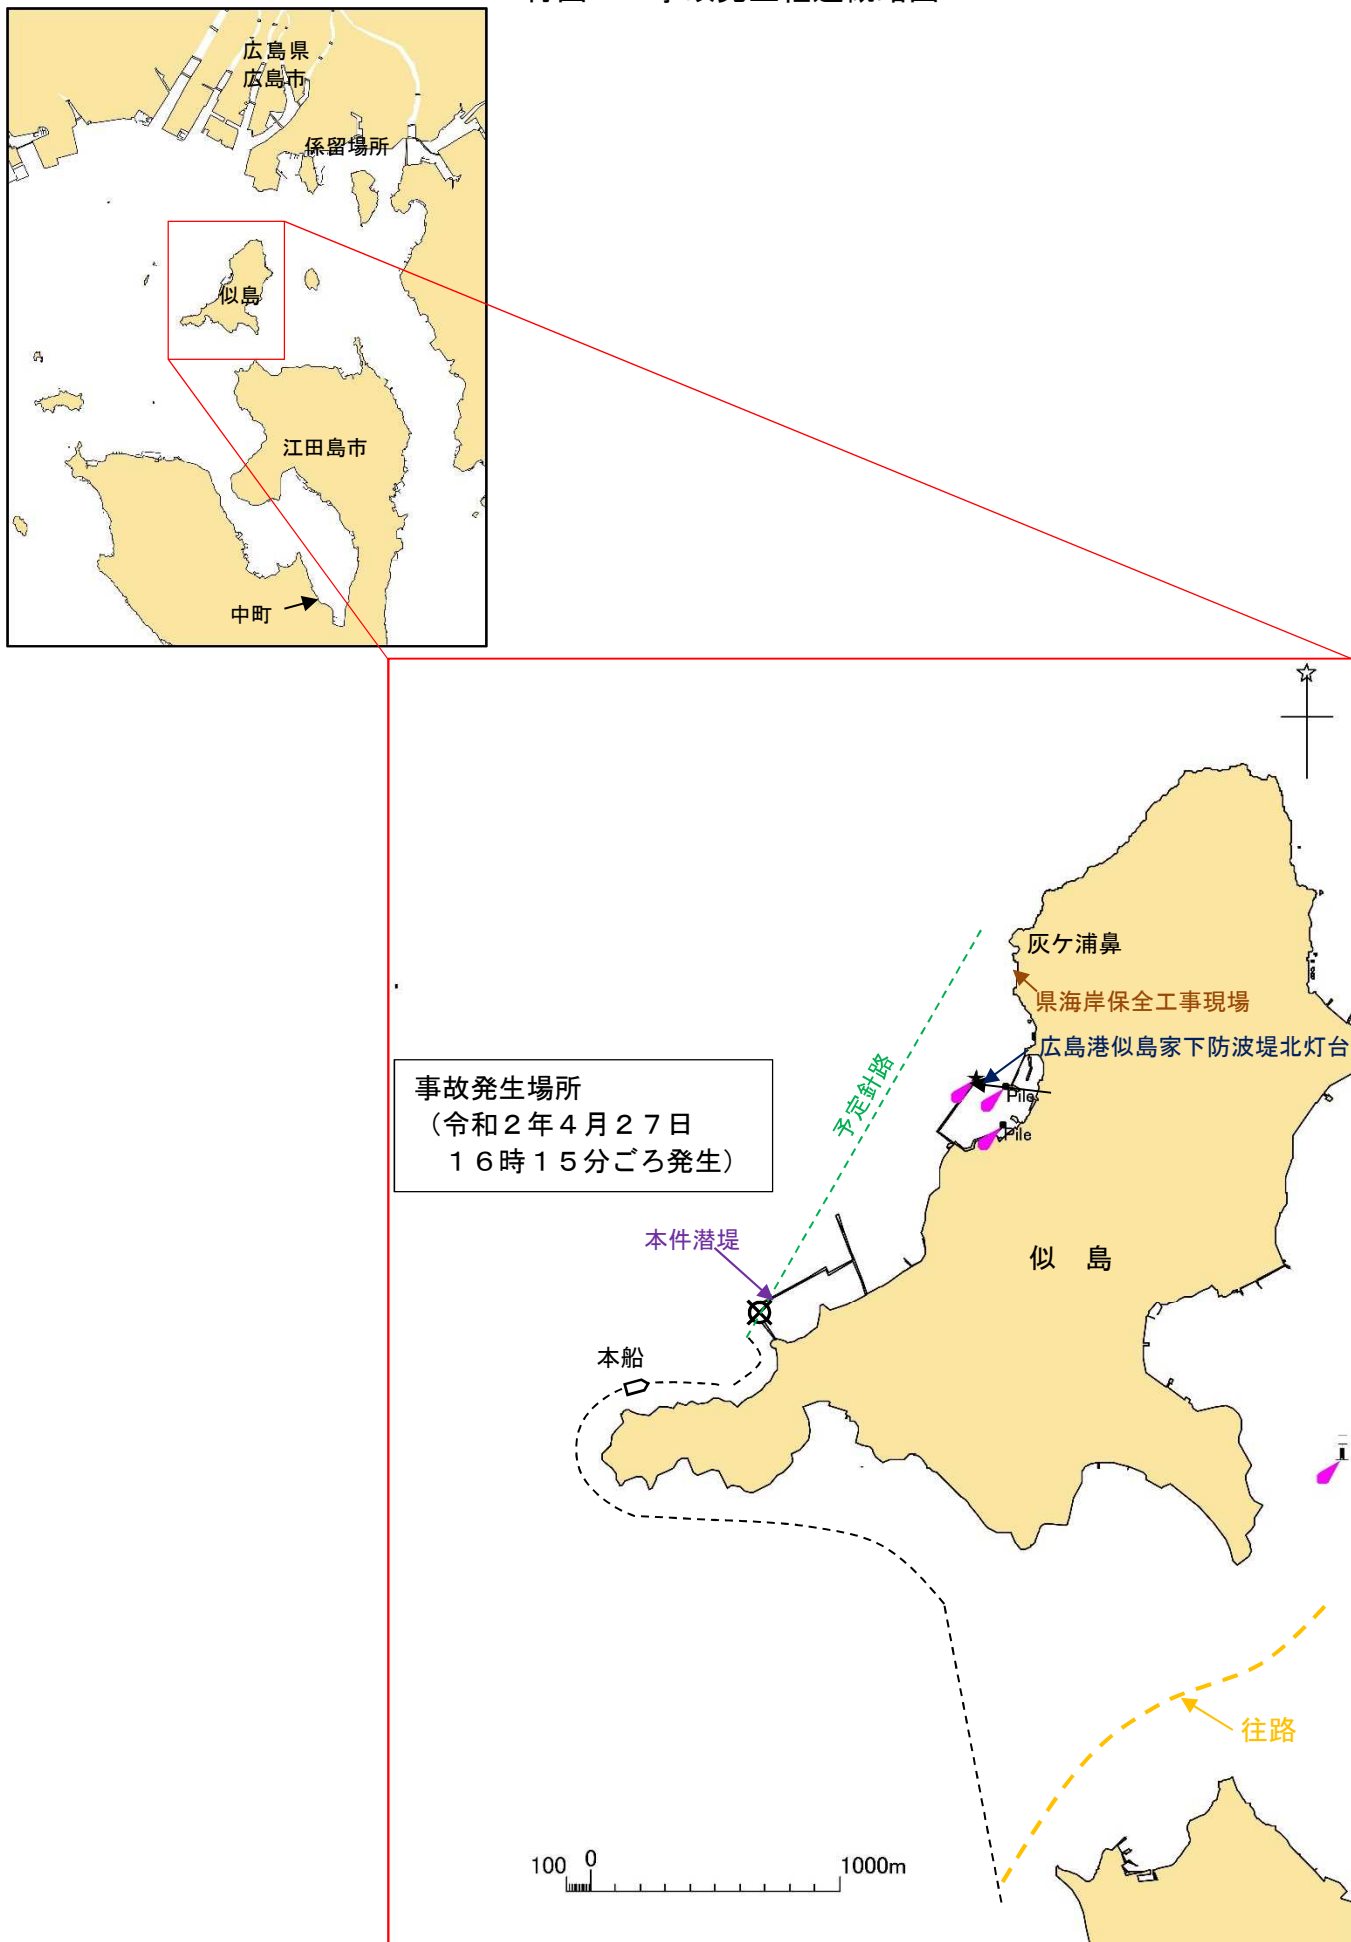 広島県
広島市
係留場所
似島
江田島市
中町
灰ケ浦鼻
県海岸保全工事現場
広島港似島家下防波堤北灯台
Pile
Pile
予定針路
事故発生場所
（令和２年４月２７日
１６時１５分ごろ発生）
本件潜堤
似　島
本船
往路
100 0 1000m